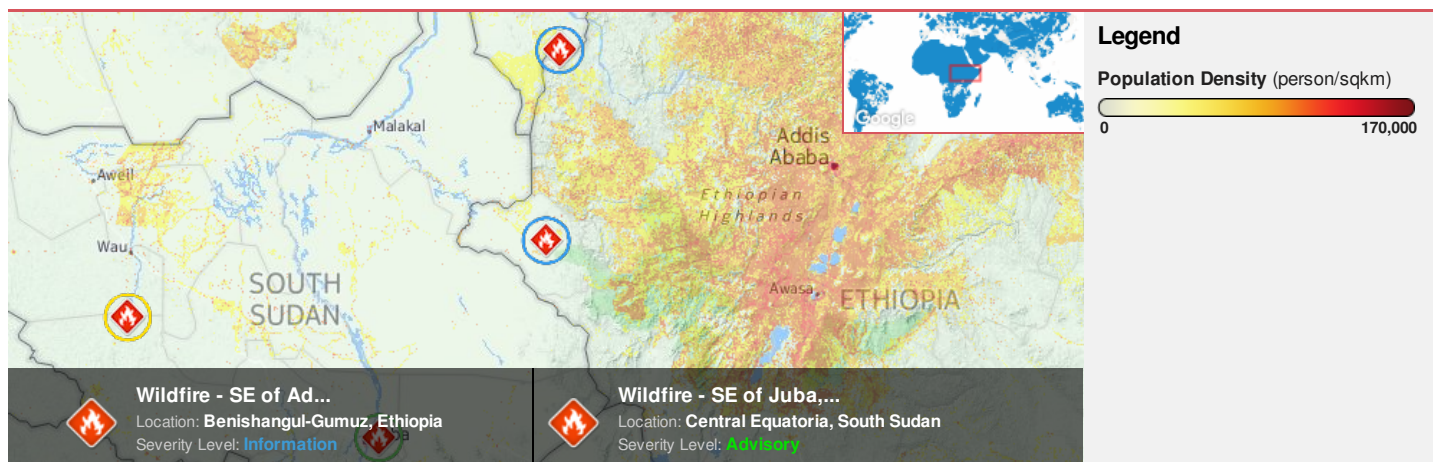 Malakal
Aweil
Wau
SOUTH
SUDAN
Addis
Ababa
Ethiopian
Highlands
Awasa
ETHIOPIA
Google
Legend
Population Density (person/sqkm)
0 170,000
Wildfire - SE of Ad...
Location: Benishangul-Gumuz, Ethiopia
Severity Level: Information
Wildfire - SE of Juba,...
Location: Central Equatoria, South Sudan
Severity Level: Advisory